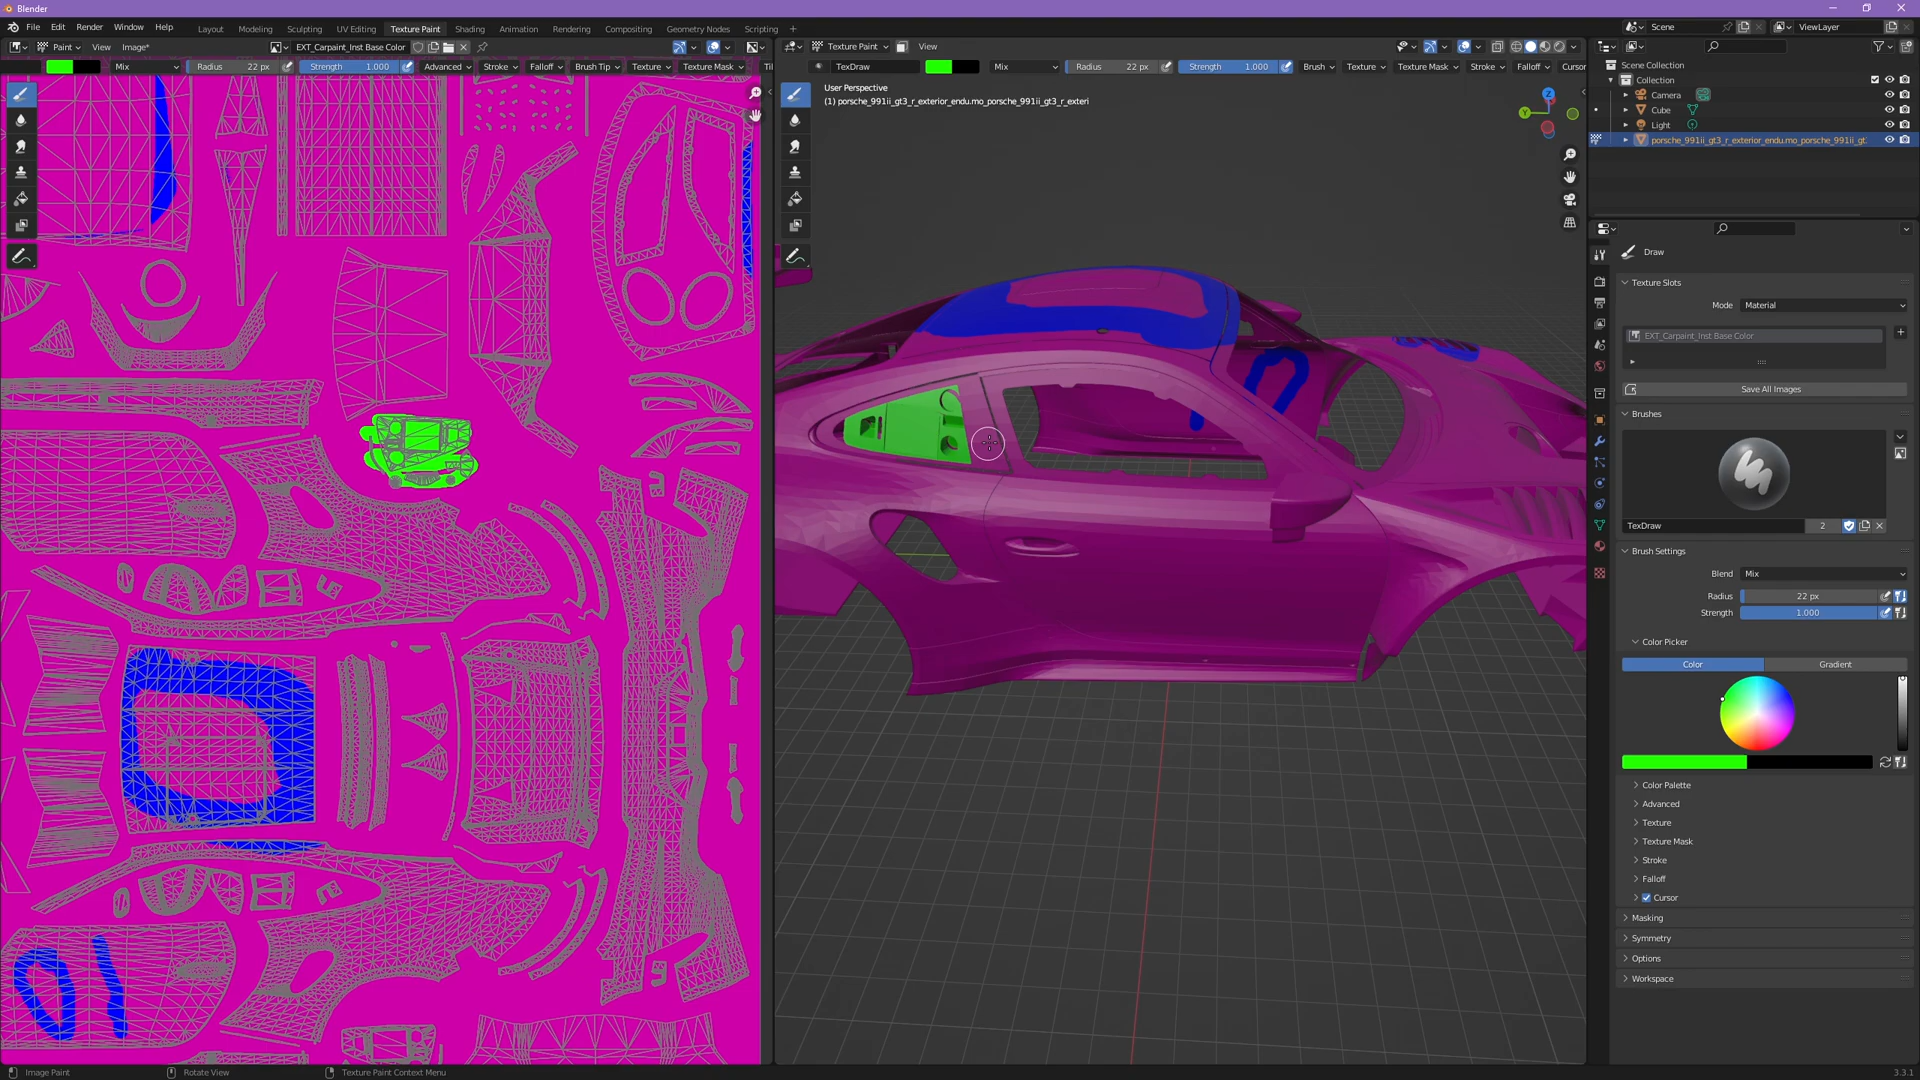 Blender
File Edit Render Window Help
Layout Modeling Sculpting UV Editing Texture Paint Shading Animation Rendering Compositing Geometry Nodes Scripting +
Scene
ViewLayer
Paint View Image* EXT_Carpaint_Inst Base Color
Texture Paint View
Mix Radius 22 px Strength 1.000 Advanced Stroke Falloff Brush Tip Texture Texture Mask Til
TexDraw Mix Radius 22 px Strength 1.000 Brush Texture Texture Mask Stroke Falloff Cursor
User Perspective
(1) porsche_991ii_gt3_r_exterior_endu.mo_porsche_991ii_gt3_r_exteri
Z
Y
Scene Collection
Collection
Camera
Cube
Light
porsche_991ii_gt3_r_exterior_endu.mo_porsche_991ii_gt
Draw
Texture Slots
Mode Material
EXT_Carpaint_Inst Base Color
Save All Images
Brushes
TexDraw 2
Brush Settings
Blend Mix
Radius 22 px
Strength 1.000
Color Picker
Color Gradient
Color Palette
Advanced
Texture
Texture Mask
Stroke
Falloff
Cursor
Masking
Symmetry
Options
Workspace
Image Paint Rotate View Texture Paint Context Menu 3.3.1